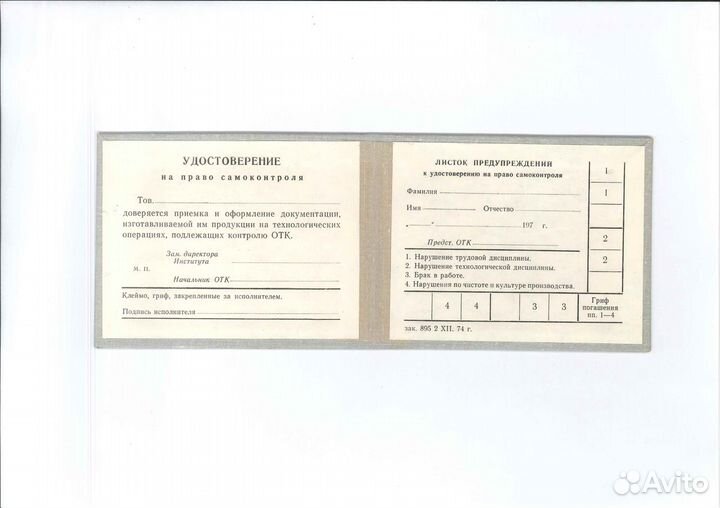 УДОСТОВЕРЕНИЕ
на право самоконтроля
Тов.
доверяется приемка и оформление документации,
изготавливаемой им продукции на технологических
операциях, подлежащих контролю ОТК.
Зам. директора
Института
м. п.
Начальник ОТК
Клеймо, гриф, закрепленные за исполнителем.
Подпись исполнителя
ЛИСТОК ПРЕДУПРЕЖДЕНИЙ
к удостоверению на право самоконтроля
Фамилия
Имя Отчество
„ “ 197 г.
Предст. ОТК
1. Нарушение трудовой дисциплины.
2. Нарушение технологической дисциплины.
3. Брак в работе.
4. Нарушения по чистоте и культуре производства.
1
1
2
2
4 4 3 3
Гриф
погашения
пп. 1—4
зак. 895 2 XII. 74 г.
Avito